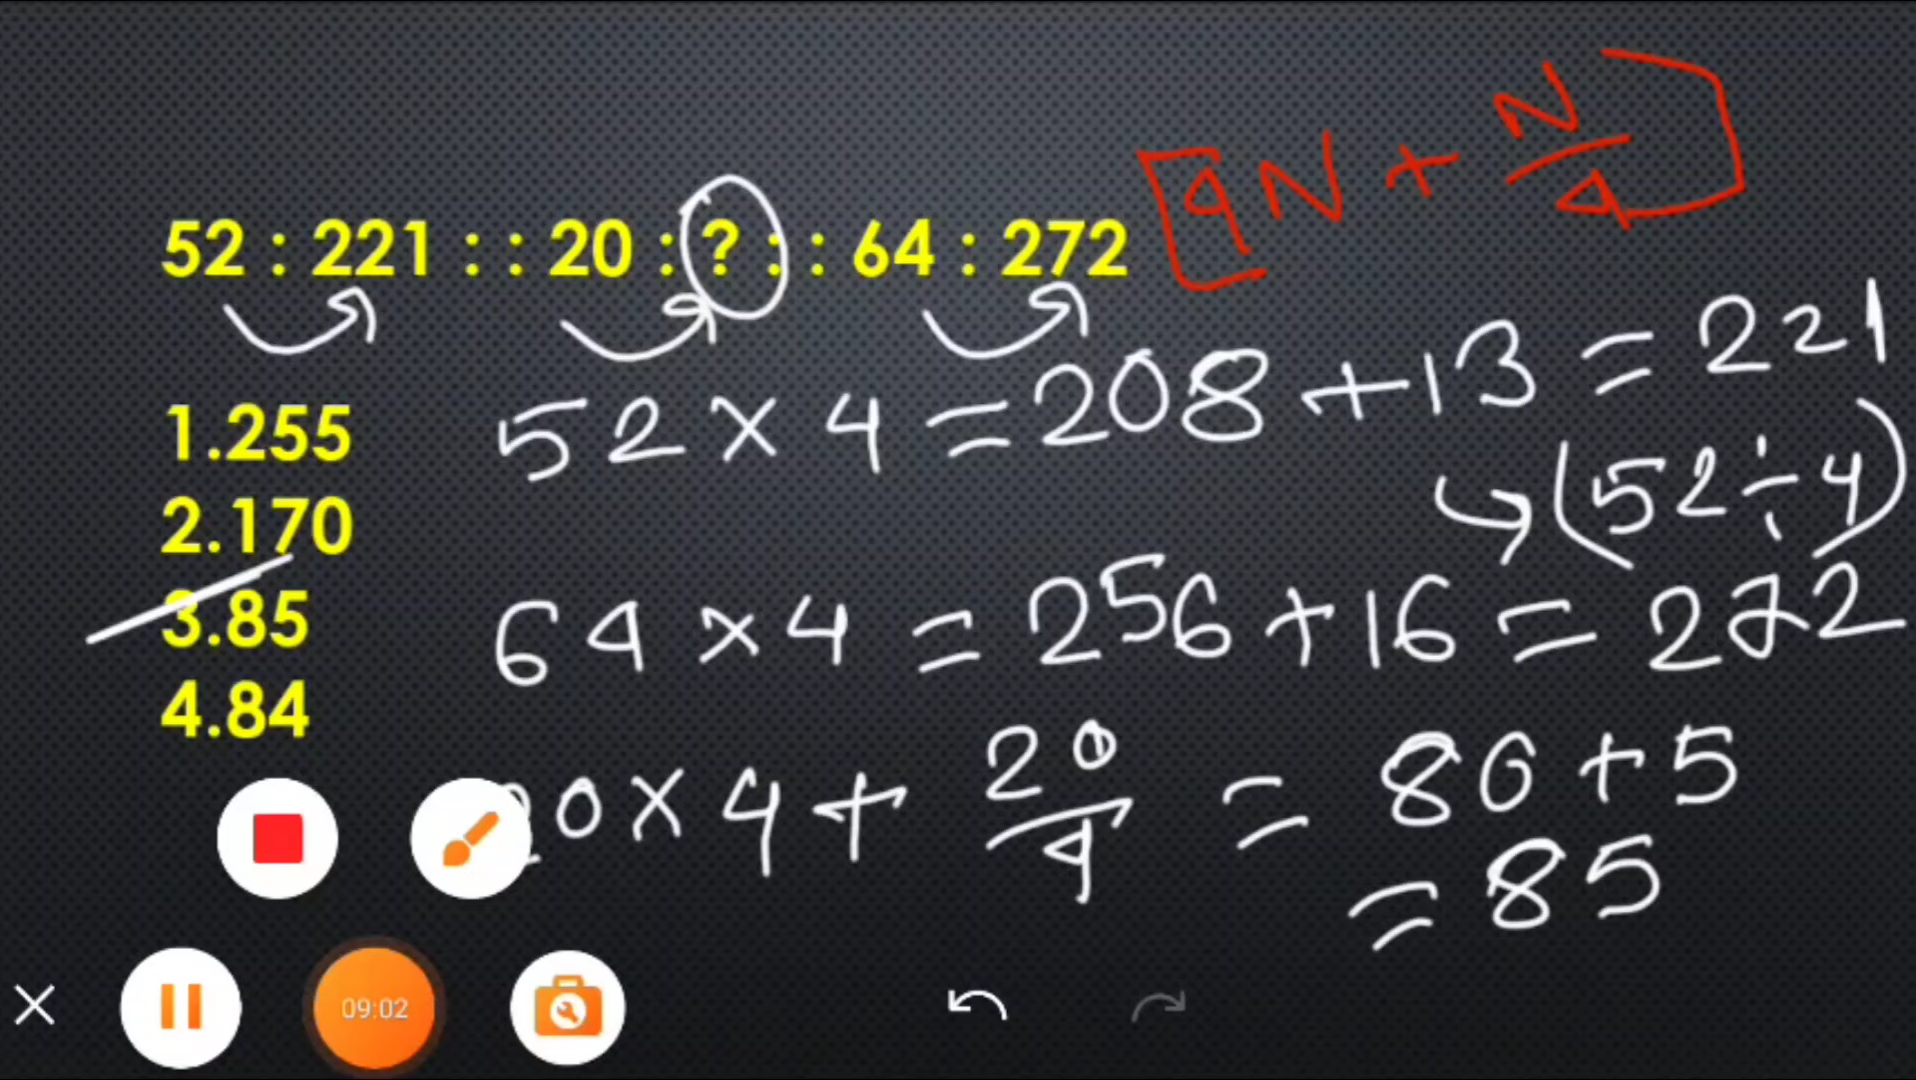 4N + N/4
52 : 221 : : 20 : ? : : 64 : 272
52 × 4 = 208 + 13 = 221
1.255
(52 ÷ 4)
2.170
64 × 4 = 256 + 16 = 272
3.85
4.84
20 × 4 + 20/4 = 80 + 5
= 85
09:02